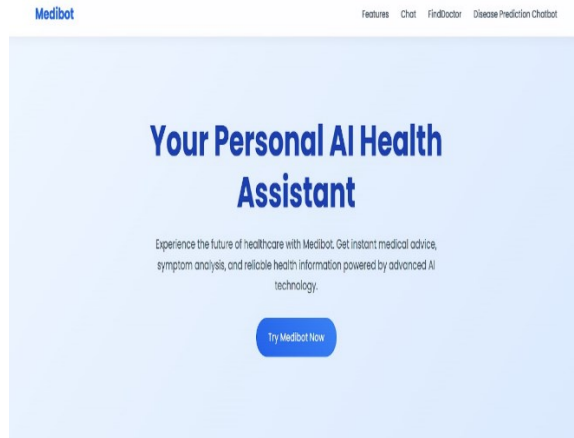 Medibot
Features Chat FindDoctor Disease Prediction Chatbot
Your Personal AI Health
Assistant
Experience the future of healthcare with Medibot. Get instant medical advice,
symptom analysis, and reliable health information powered by advanced AI
technology.
Try Medibot Now